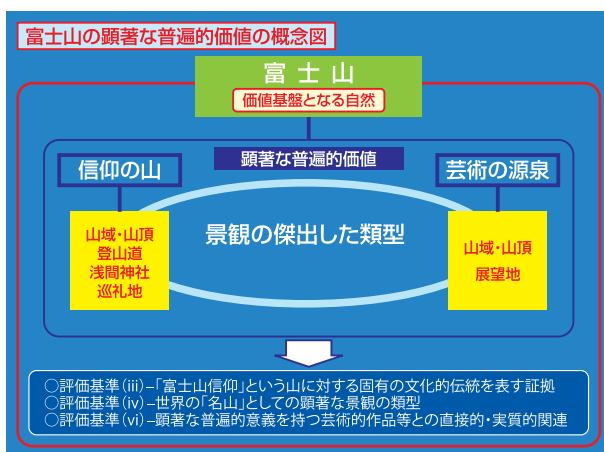 富士山の顕著な普遍的価値の概念図
富士山
価値基盤となる自然
顕著な普遍的価値
信仰の山
芸術の源泉
景観の傑出した類型
山域・山頂
登山道
浅間神社
巡礼地
山域・山頂
展望地
○評価基準(iii)−「富士山信仰」という山に対する固有の文化的伝統を表す証拠
○評価基準(iv)−世界の「名山」としての顕著な景観の類型
○評価基準(vi)−顕著な普遍的意義を持つ芸術的作品等との直接的・実質的関連